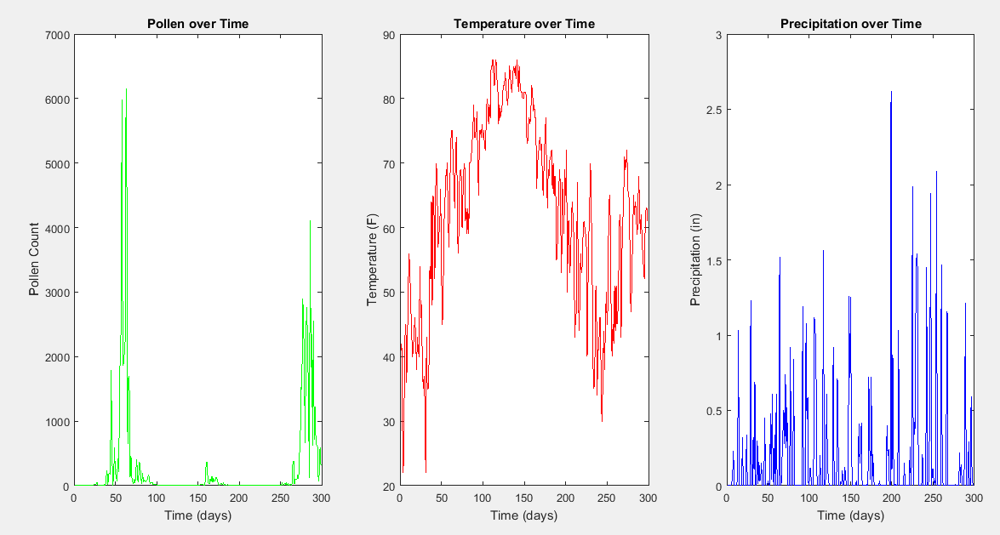 Pollen over Time
7000
6000
5000
4000
3000
2000
1000
0
Pollen Count
0 50 100 150 200 250 300
Time (days)
Temperature over Time
90
80
70
60
50
40
30
20
Temperature (F)
0 50 100 150 200 250 300
Time (days)
Precipitation over Time
3
2.5
2
1.5
1
0.5
0
Precipitation (in)
0 50 100 150 200 250 300
Time (days)